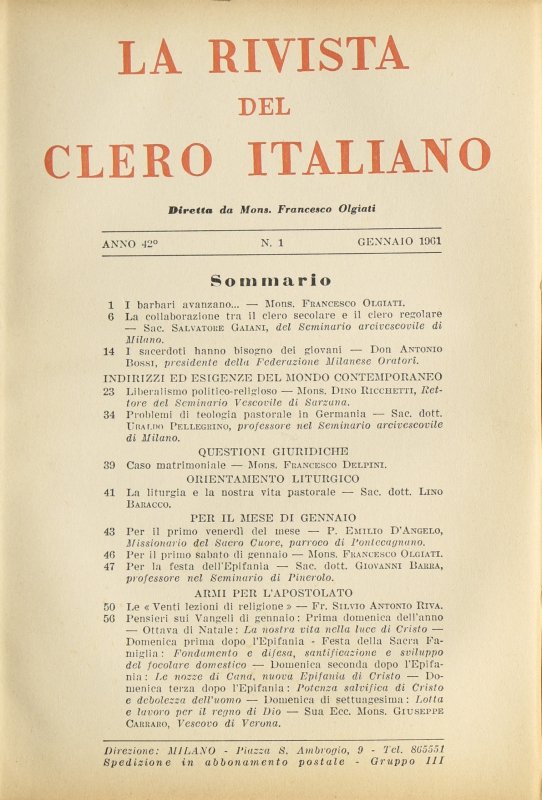 LA RIVISTA
DEL
CLERO ITALIANO
Diretta da Mons. Francesco Olgiati
ANNO 42° N. 1 GENNAIO 1961
Sommario
1 I barbari avanzano... — Mons. FRANCESCO OLGIATI.
6 La collaborazione tra il clero secolare e il clero regolare
— Sac. SALVATORE GAIANI, del Seminario arcivescovile di
Milano.
14 I sacerdoti hanno bisogno dei giovani — Don ANTONIO
BOSSI, presidente della Federazione Milanese Oratori.
INDIRIZZI ED ESIGENZE DEL MONDO CONTEMPORANEO
23 Liberalismo politico-religioso — Mons. DINO RICCHETTI, Ret-
tore del Seminario Vescovile di Sarzana.
34 Problemi di teologia pastorale in Germania — Sac. dott.
UBALDO PELLEGRINO, professore nel Seminario arcivescovile
di Milano.
QUESTIONI GIURIDICHE
39 Caso matrimoniale — Mons. FRANCESCO DELPINI.
ORIENTAMENTO LITURGICO
41 La liturgia e la nostra vita pastorale — Sac. dott. LINO
BARACCO.
PER IL MESE DI GENNAIO
43 Per il primo venerdì del mese — P. EMILIO D'ANGELO,
Missionario del Sacro Cuore, parroco di Pontecagnano.
46 Per il primo sabato di gennaio — Mons. FRANCESCO OLGIATI.
47 Per la festa dell'Epifania — Sac. dott. GIOVANNI BARRA,
professore nel Seminario di Pinerolo.
ARMI PER L'APOSTOLATO
50 Le « Venti lezioni di religione » — Fr. SILVIO ANTONIO RIVA.
56 Pensieri sui Vangeli di gennaio: Prima domenica dell'anno
— Ottava di Natale: La nostra vita nella luce di Cristo —
Domenica prima dopo l'Epifania - Festa della Sacra Fa-
miglia: Fondamento e difesa, santificazione e sviluppo
del focolare domestico — Domenica seconda dopo l'Epifa-
nia: Le nozze di Cana, nuova Epifania di Cristo — Do-
menica terza dopo l'Epifania: Potenza salvifica di Cristo
e debolezza dell'uomo — Domenica di settuagesima: Lotta
e lavoro per il regno di Dio — Sua Ecc. Mons. GIUSEPPE
CARRARO, Vescovo di Verona.
Direzione: MILANO - Piazza S. Ambrogio, 9 - Tel. 865551
Spedizione in abbonamento postale - Gruppo III